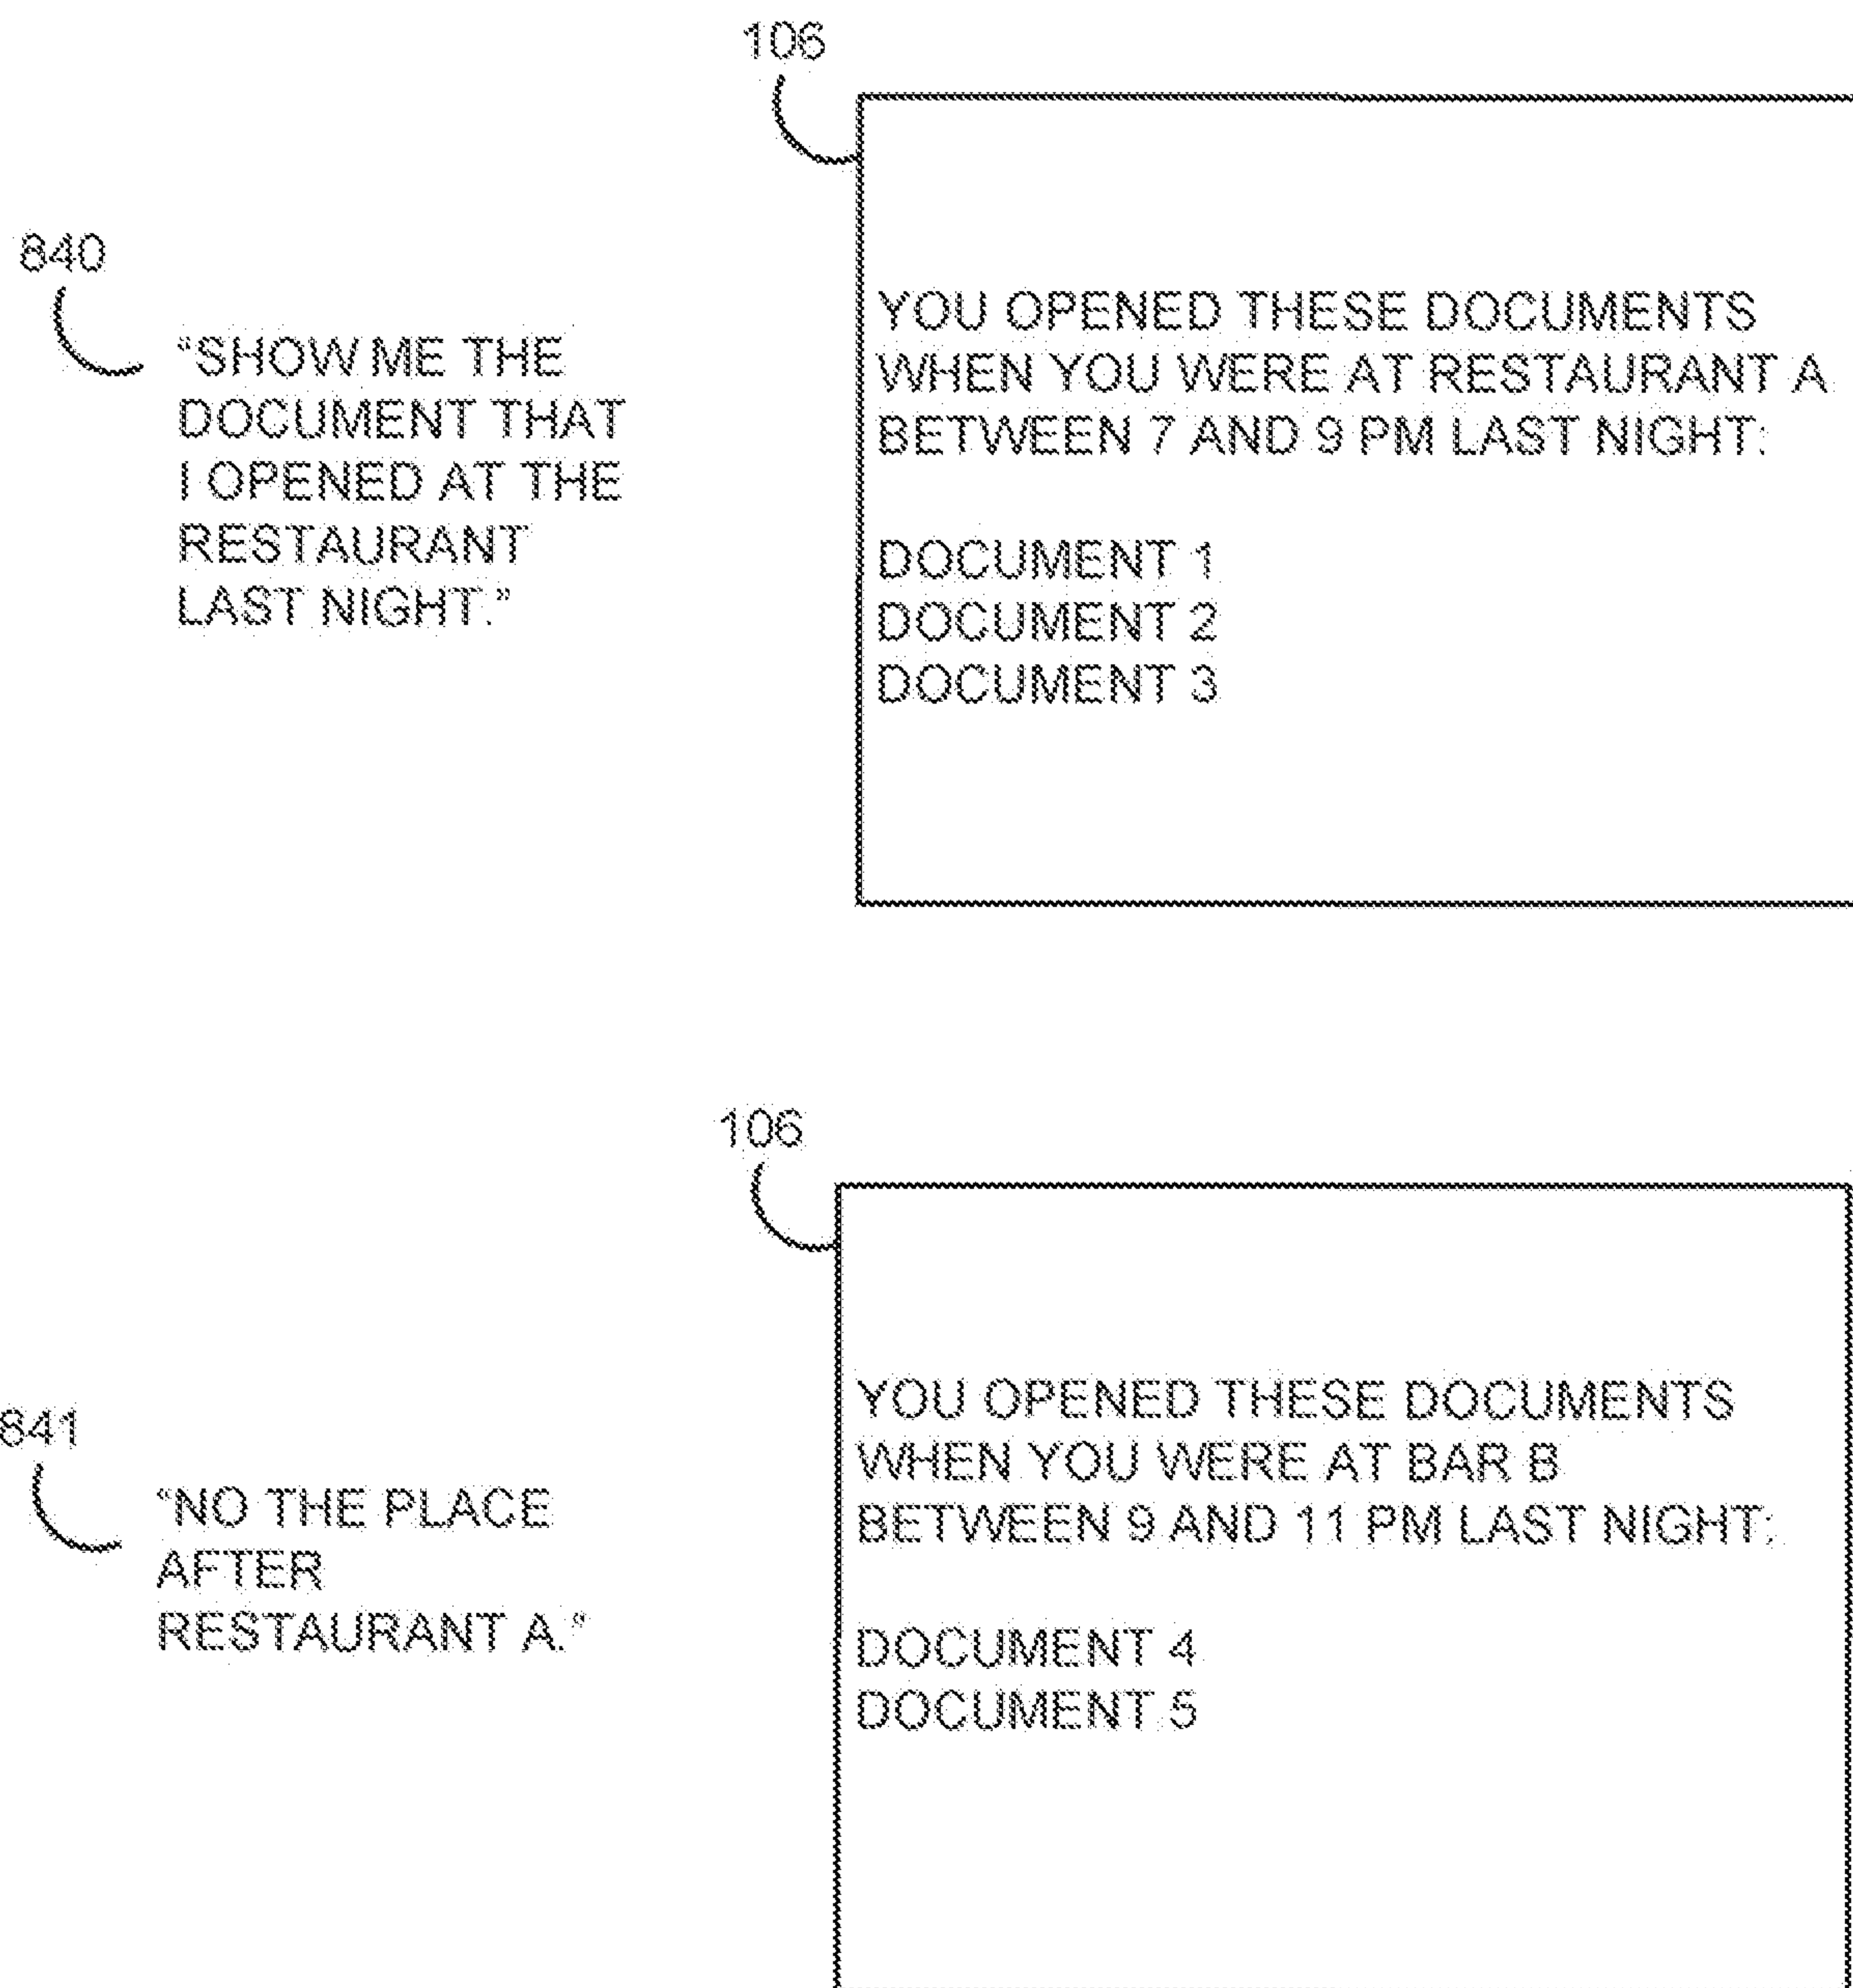 106
840
“SHOW ME THE
DOCUMENT THAT
I OPENED AT THE
RESTAURANT
LAST NIGHT.”
YOU OPENED THESE DOCUMENTS
WHEN YOU WERE AT RESTAURANT A
BETWEEN 7 AND 9 PM LAST NIGHT:
DOCUMENT 1
DOCUMENT 2
DOCUMENT 3
106
841
“NO THE PLACE
AFTER
RESTAURANT A.”
YOU OPENED THESE DOCUMENTS
WHEN YOU WERE AT BAR B
BETWEEN 9 AND 11 PM LAST NIGHT:
DOCUMENT 4
DOCUMENT 5